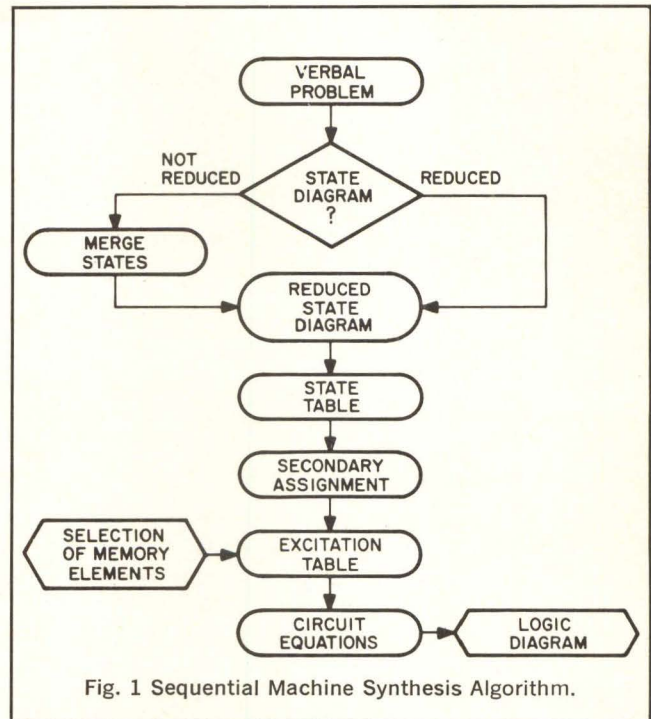 VERBAL
PROBLEM
NOT
REDUCED
STATE
DIAGRAM
?
REDUCED
MERGE
STATES
REDUCED
STATE
DIAGRAM
STATE
TABLE
SECONDARY
ASSIGNMENT
SELECTION
OF MEMORY
ELEMENTS
EXCITATION
TABLE
CIRCUIT
EQUATIONS
LOGIC
DIAGRAM
Fig. 1 Sequential Machine Synthesis Algorithm.